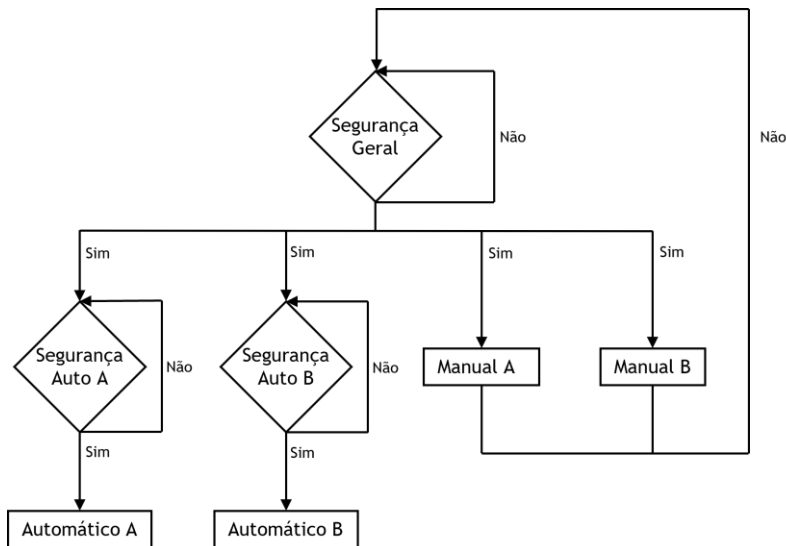 Segurança
Geral
Não
Não
Sim
Sim
Sim
Sim
Segurança
Auto A
Não
Segurança
Auto B
Não
Manual A
Manual B
Sim
Sim
Automático A
Automático B